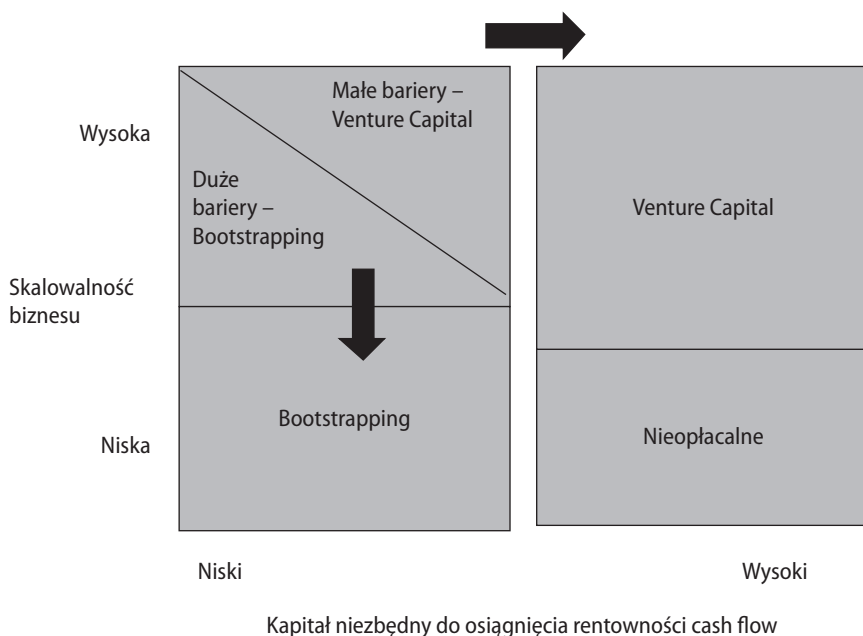 Wysoka
Małe bariery –
Venture Capital
Duże
bariery –
Bootstrapping
Venture Capital
Skalowalność
biznesu
Bootstrapping
Nieopłacalne
Niska
Niski
Wysoki
Kapitał niezbędny do osiągnięcia rentowności cash flow